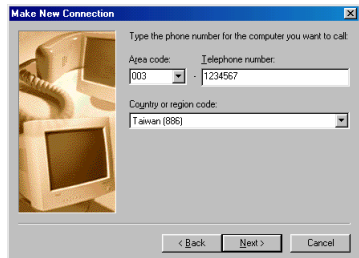 Make New Connection
Type the phone number for the computer you want to call:
Area code: Telephone number:
003 - 1234567
Country or region code:
Taiwan (886)
< Back Next > Cancel